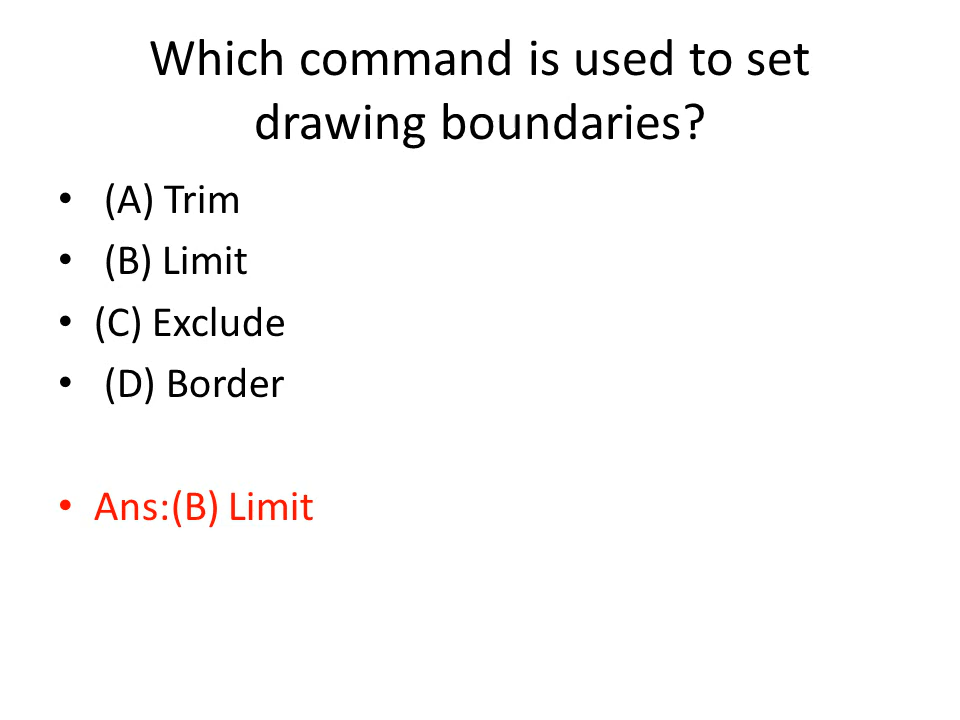 Which command is used to set
drawing boundaries?
• (A) Trim
• (B) Limit
• (C) Exclude
• (D) Border
• Ans:(B) Limit